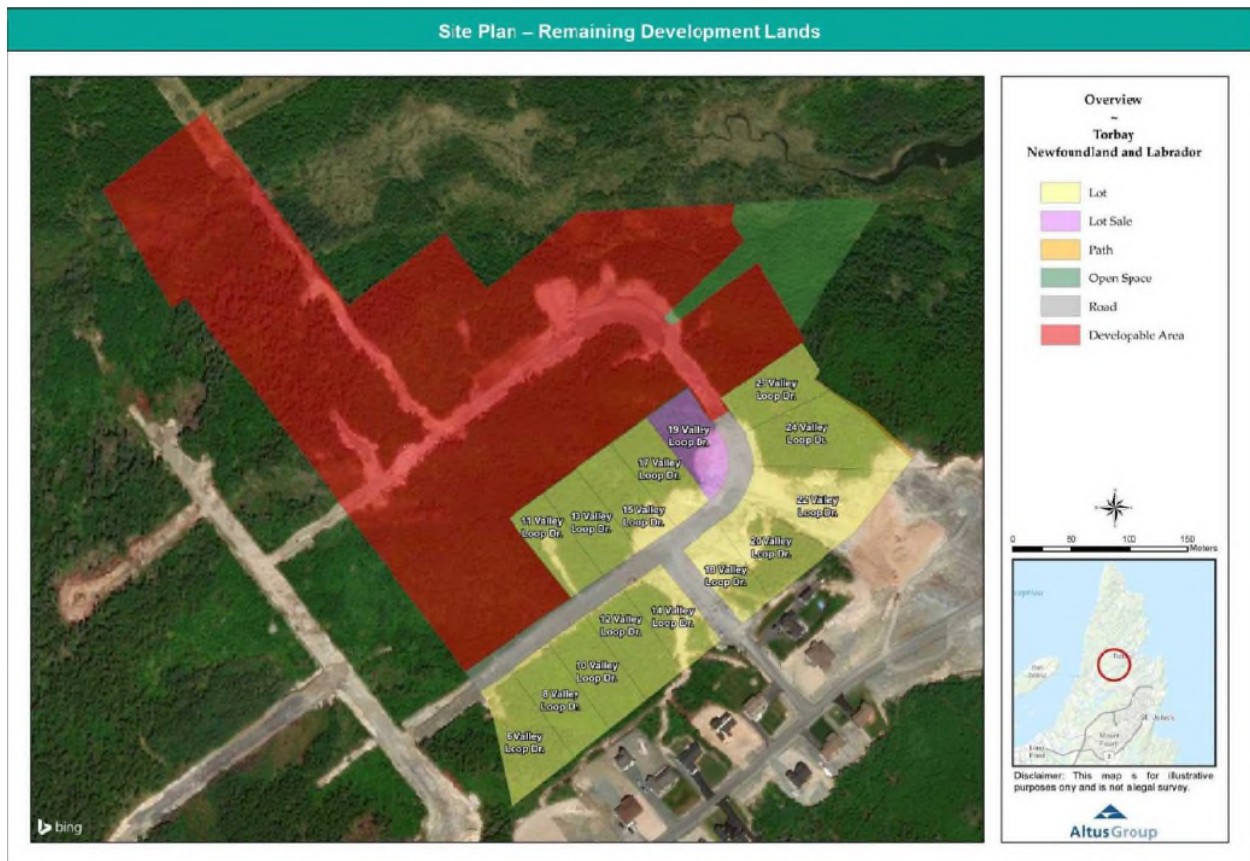 Site Plan – Remaining Development Lands
Overview
~
Torbay
Newfoundland and Labrador
Lot
Lot Sale
Path
Open Space
Road
Developable Area
24 Valley
Loop Dr.
19 Valley
Loop Dr.
17 Valley
Loop Dr.
22 Valley
Loop Dr.
11 Valley
Loop Dr.
13 Valley
Loop Dr.
15 Valley
Loop Dr.
Valley
Loop Dr.
18 Valley
Loop Dr.
12 Valley
Loop Dr.
14 Valley
Loop Dr.
10 Valley
Loop Dr.
8 Valley
Loop Dr.
6 Valley
Loop Dr.
0 50 100 150
Meters
St. John's
Mount
Pearl
2
Disclaimer: This map is for illustrative
purposes only and is not a legal survey.
bing
AltusGroup